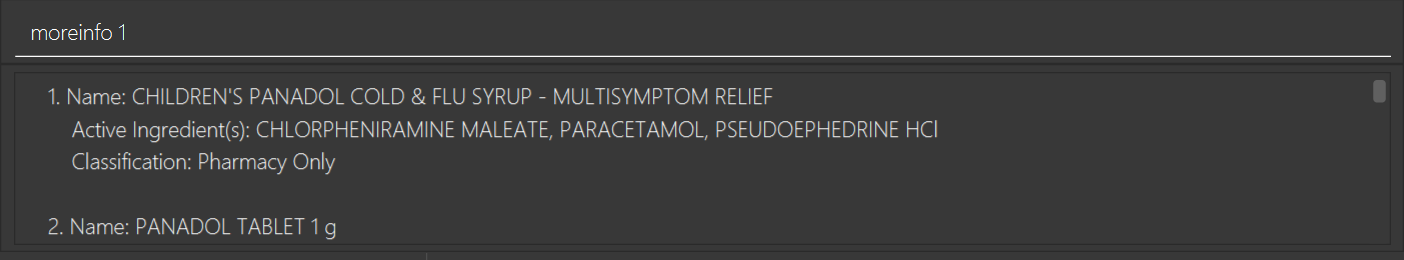 moreinfo 1
1. Name: CHILDREN'S PANADOL COLD & FLU SYRUP - MULTISYMPTOM RELIEF
Active Ingredient(s): CHLORPHENIRAMINE MALEATE, PARACETAMOL, PSEUDOEPHEDRINE HCl
Classification: Pharmacy Only
2. Name: PANADOL TABLET 1 g